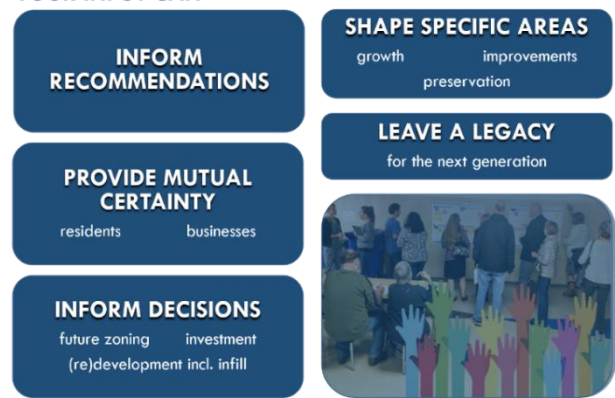 INFORM
RECOMMENDATIONS
PROVIDE MUTUAL
CERTAINTY
residents businesses
INFORM DECISIONS
future zoning investment
(re)development incl. infill
SHAPE SPECIFIC AREAS
growth improvements
preservation
LEAVE A LEGACY
for the next generation